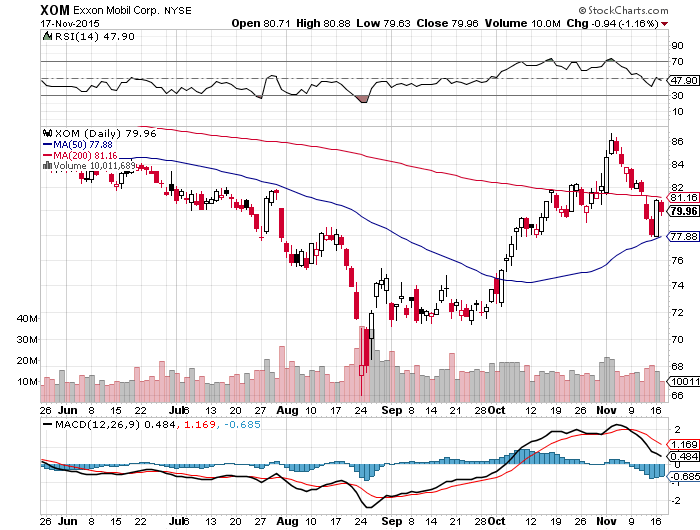 XOM Exxon Mobil Corp. NYSE © StockCharts.com
17-Nov-2015 Open 80.71 High 80.88 Low 79.63 Close 79.96 Volume 10.0M Chg -0.94 (-1.16%)
RSI(14) 47.90
90
70
47.90
30
10
XOM (Daily) 79.96
MA(50) 77.88
MA(200) 81.16
Volume 10,011,689
86
84
82
81.16
79.96
77.88
76
74
72
70
68
66
40M
30M
20M
10M
10011
26 Jun 8 15 22 Jul 6 13 20 27 Aug 10 17 24 Sep 8 14 21 28 Oct 12 19 26 Nov 9 16
MACD(12,26,9) 0.484, 1.169, -0.685
2
1.169
0.484
0
-0.685
-1
-2
26 Jun 8 15 22 Jul 6 13 20 27 Aug 10 17 24 Sep 8 14 21 28 Oct 12 19 26 Nov 9 16